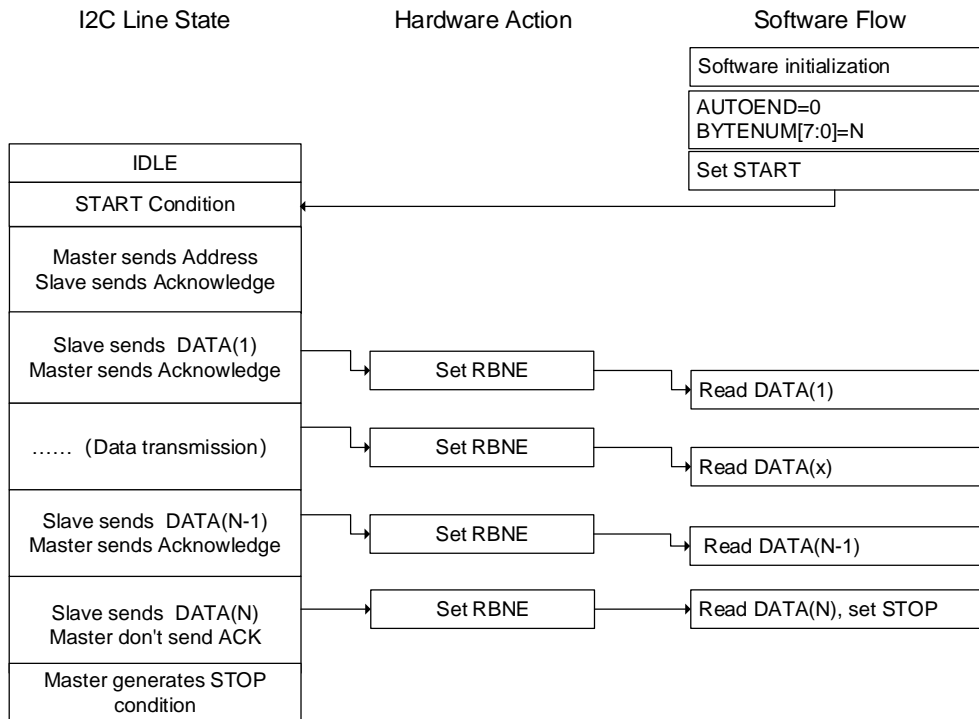 I2C Line State
Hardware Action
Software Flow
Software initialization
AUTOEND=0
BYTENUM[7:0]=N
IDLE
Set START
START Condition
Master sends Address
Slave sends Acknowledge
Slave sends DATA(1)
Master sends Acknowledge
Set RBNE
Read DATA(1)
…… (Data transmission)
Set RBNE
Read DATA(x)
Slave sends DATA(N-1)
Master sends Acknowledge
Set RBNE
Read DATA(N-1)
Slave sends DATA(N)
Master don't send ACK
Set RBNE
Read DATA(N), set STOP
Master generates STOP
condition